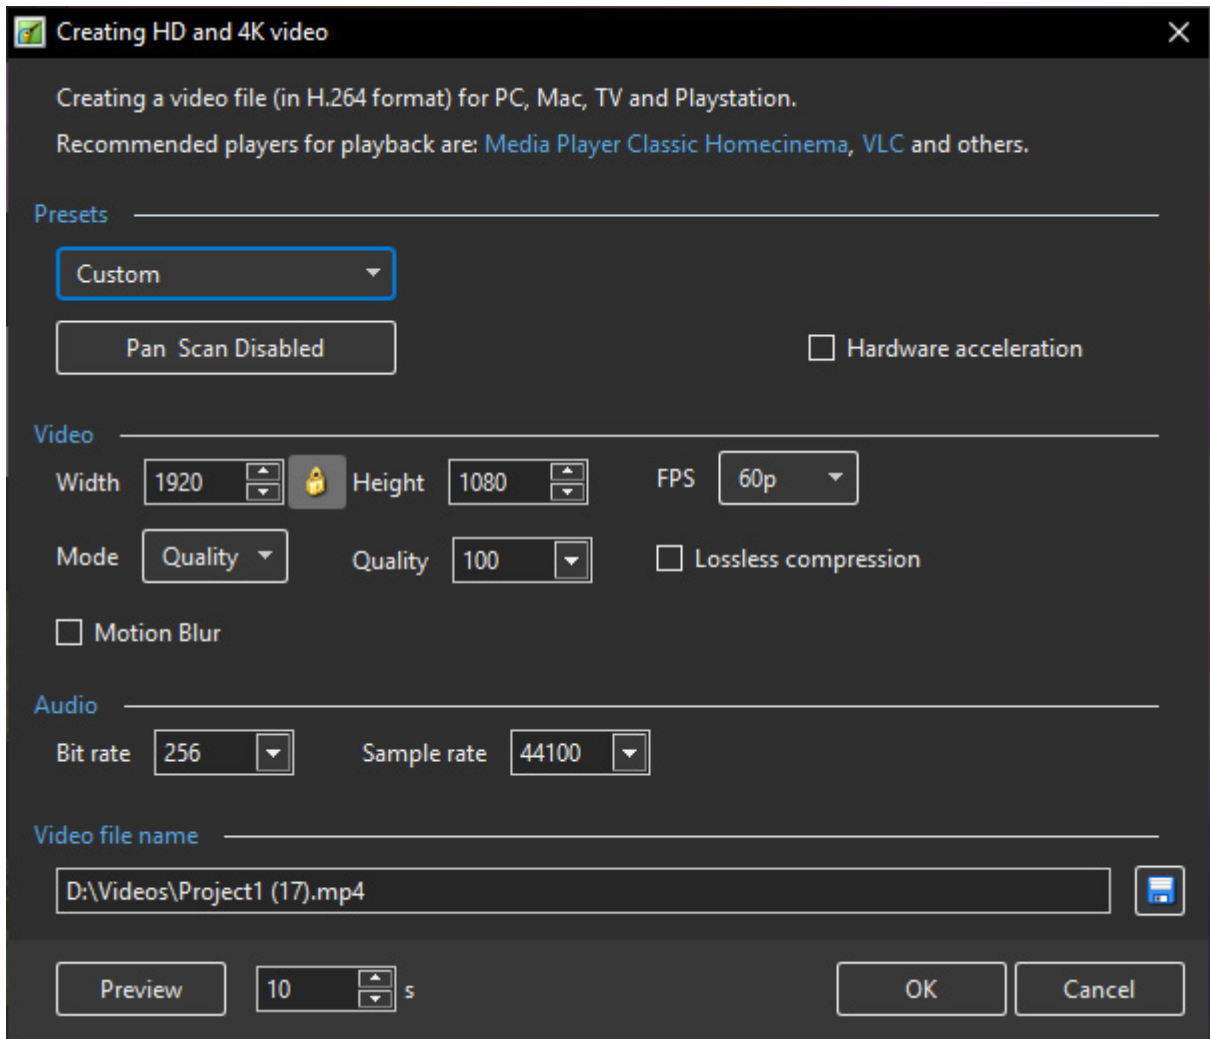 Creating HD and 4K video
Creating a video file (in H.264 format) for PC, Mac, TV and Playstation.
Recommended players for playback are: Media Player Classic Homecinema, VLC and others.
Presets
Custom
Pan  Scan Disabled Hardware acceleration
Video
Width 1920 Height 1080 FPS 60p
Mode Quality Quality 100 Lossless compression
Motion Blur
Audio
Bit rate 256 Sample rate 44100
Video file name
D:\Videos\Project1 (17).mp4
Preview 10 s OK Cancel